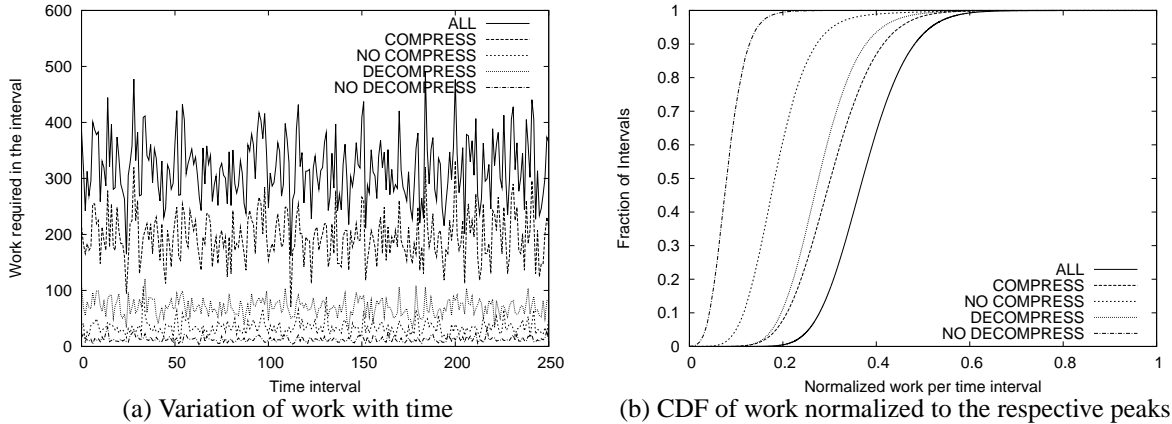 600
500
400
300
200
100
0
Work required in the interval
ALL
COMPRESS
NO COMPRESS
DECOMPRESS
NO DECOMPRESS
0 50 100 150 200 250
Time interval
(a) Variation of work with time
1
0.9
0.8
0.7
0.6
0.5
0.4
0.3
0.2
0.1
0
Fraction of Intervals
ALL
COMPRESS
NO COMPRESS
DECOMPRESS
NO DECOMPRESS
0 0.2 0.4 0.6 0.8 1
Normalized work per time interval
(b) CDF of work normalized to the respective peaks